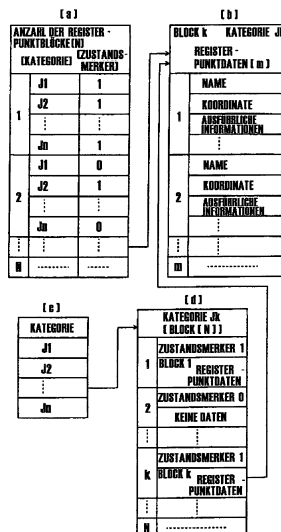 [a]
ANZAHL DER REGISTER -
PUNKTBLÖCKE(N)
(KATEGORIE) (ZUSTANDS-
MERKER)
1 J1 1
J2 1
Jn 1
2 J1 0
J2 1
Jn 0
N
[b]
BLOCK k KATEGORIE J
REGISTER -
PUNKTDATEN ( m )
1 NAME
KOORDINATE
AUSFÜHRLICHE
INFORMATIONEN
2 NAME
KOORDINATE
AUSFÜHRLICHE
INFORMATIONEN
m
[c]
KATEGORIE
J1
J2
Jn
[d]
KATEGORIE Jk
( BLOCK ( N ) )
1 ZUSTANDSMERKER 1
BLOCK 1 REGISTER -
PUNKTDATEN
2 ZUSTANDSMERKER 0
KEINE DATEN
k ZUSTANDSMERKER 1
BLOCK k REGISTER -
PUNKTDATEN
N